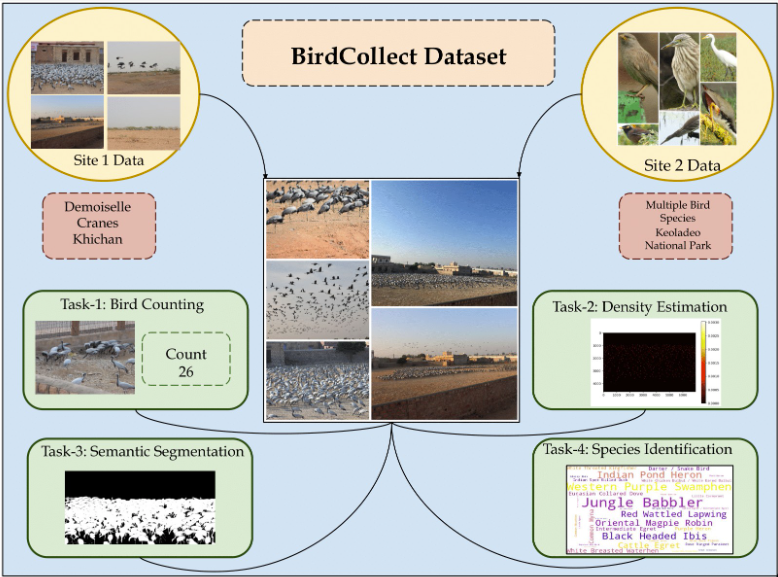 BirdCollect Dataset
Site 1 Data
Site 2 Data
Demoiselle
Cranes
Khichan
Multiple Bird
Species
Keoladeo
National Park
Task-1: Bird Counting
Count
26
Task-2: Density Estimation
Task-3: Semantic Segmentation
Task-4: Species Identification
Darter / Snake Bird
Indian Pond Heron
Western Purple Swamphen
Eurasian Collared Dove
Jungle Babbler
Red Wattled Lapwing
Oriental Magpie Robin
Intermediate Egret
Black Headed Ibis
Cattle Egret
White Breasted Waterhen